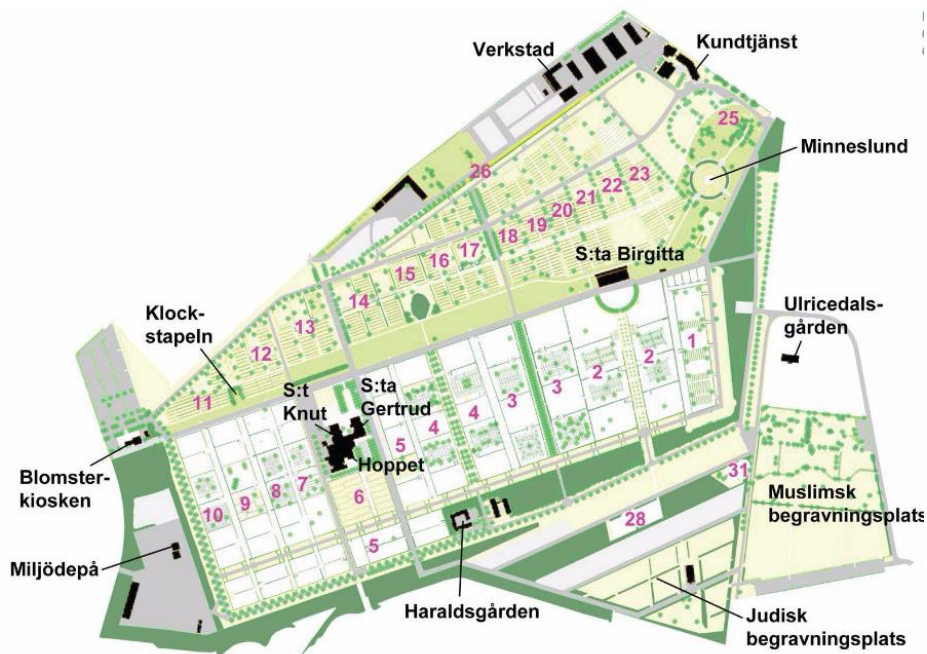 Verkstad
Kundtjänst
25
Minneslund
26
23
22
21
20
19
18
17
16
15
14
S:ta Birgitta
Klock-
stapeln
13
12
11
Ulricedals-
gården
1
2
2
3
3
4
4
5
S:t
Knut
S:ta
Gertrud
Hoppet
Blomster-
kiosken
10
9
8
7
6
5
31
28
Muslimsk
begravningsplats
Miljödepå
Haraldsgården
Judisk
begravningsplats